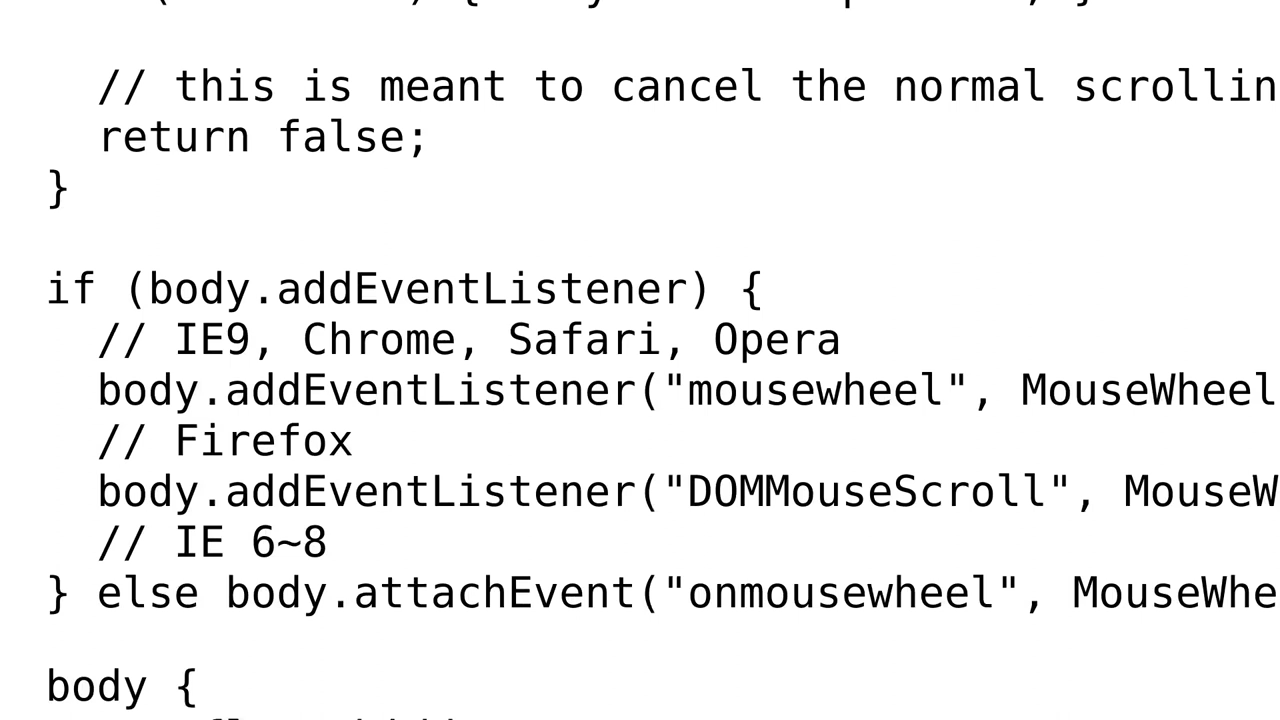 // this is meant to cancel the normal scrollin
return false;
}
if (body.addEventListener) {
// IE9, Chrome, Safari, Opera
body.addEventListener("mousewheel", MouseWheel
// Firefox
body.addEventListener("DOMMouseScroll", MouseW
// IE 6~8
} else body.attachEvent("onmousewheel", MouseWhe
body {